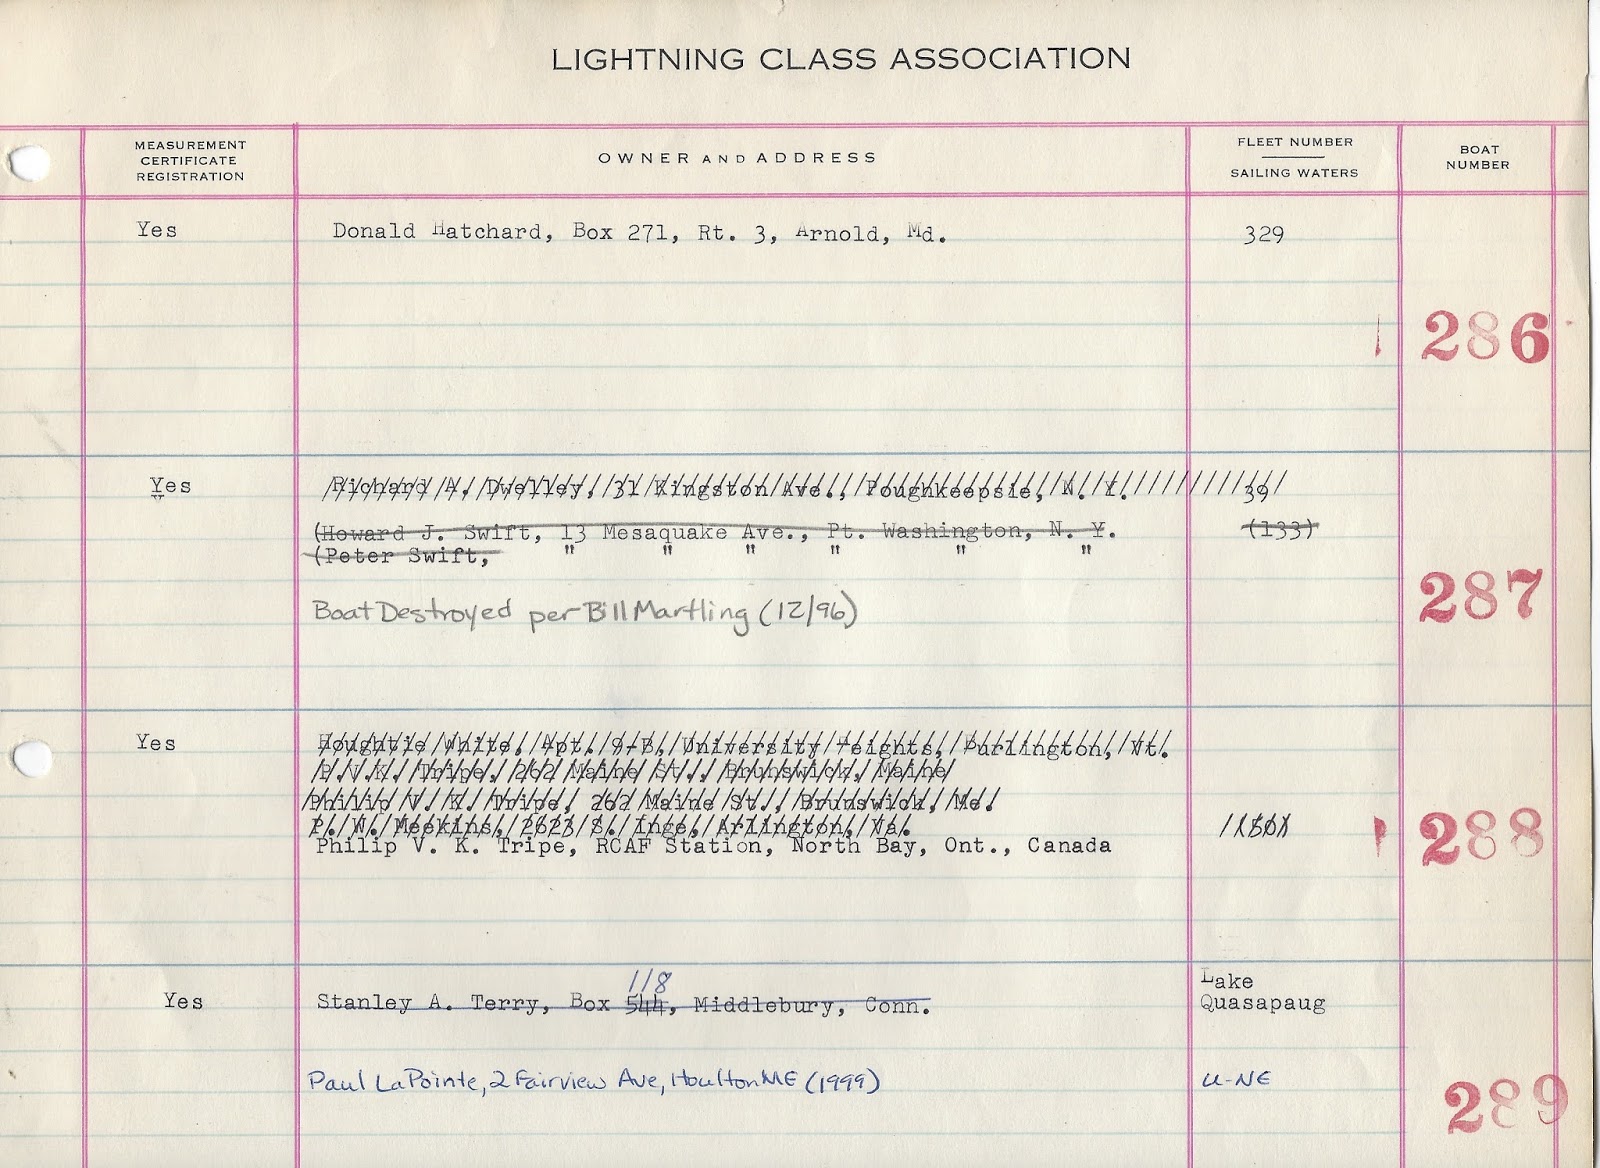 LIGHTNING CLASS ASSOCIATION
MEASUREMENT CERTIFICATE REGISTRATION
OWNER AND ADDRESS
FLEET NUMBER
SAILING WATERS
BOAT NUMBER
Yes Donald Hatchard, Box 271, Rt. 3, Arnold, Md. 329
286
Yes Richard A. Dwelley, 31 Kingston Ave., Poughkeepsie, N. Y. 39
(Howard J. Swift, 13 Mesaquake Ave., Pt. Washington, N. Y. (133)
(Peter Swift, " " " " " "
287
Boat Destroyed per Bill Martling (12/96)
Yes Houghtie White, Apt. 9-B, University Heights, Burlington, Vt.
P.V.K. Tripe, 262 Maine St., Brunswick, Maine
Philip V. K. Tripe, 262 Maine St., Brunswick, Me.
P. W. Meekins, 2623 S. Inge, Arlington, Va.
Philip V. K. Tripe, RCAF Station, North Bay, Ont., Canada
288
118
Yes Stanley A. Terry, Box 544, Middlebury, Conn. Lake Quasapaug
Paul LaPointe, 2 Fairview Ave, Houlton ME (1999) U-NE
289